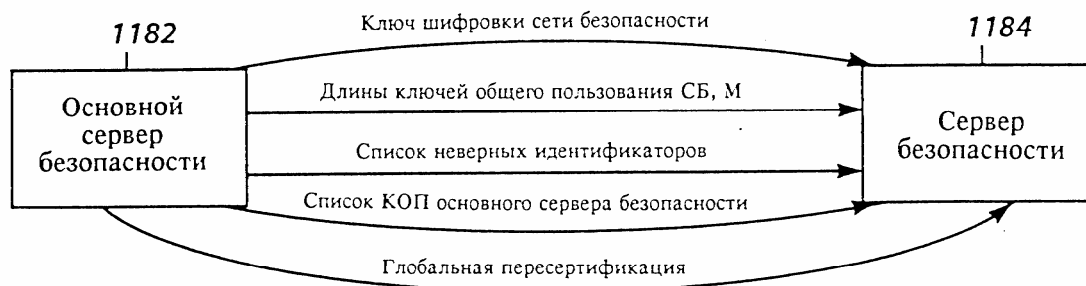 Ключ шифровки сети безопасности
1182
1184
Длины ключей общего пользования СБ, М
Основной
сервер
безопасности
Сервер
безопасности
Список неверных идентификаторов
Список КОП основного сервера безопасности
Глобальная пересертификация